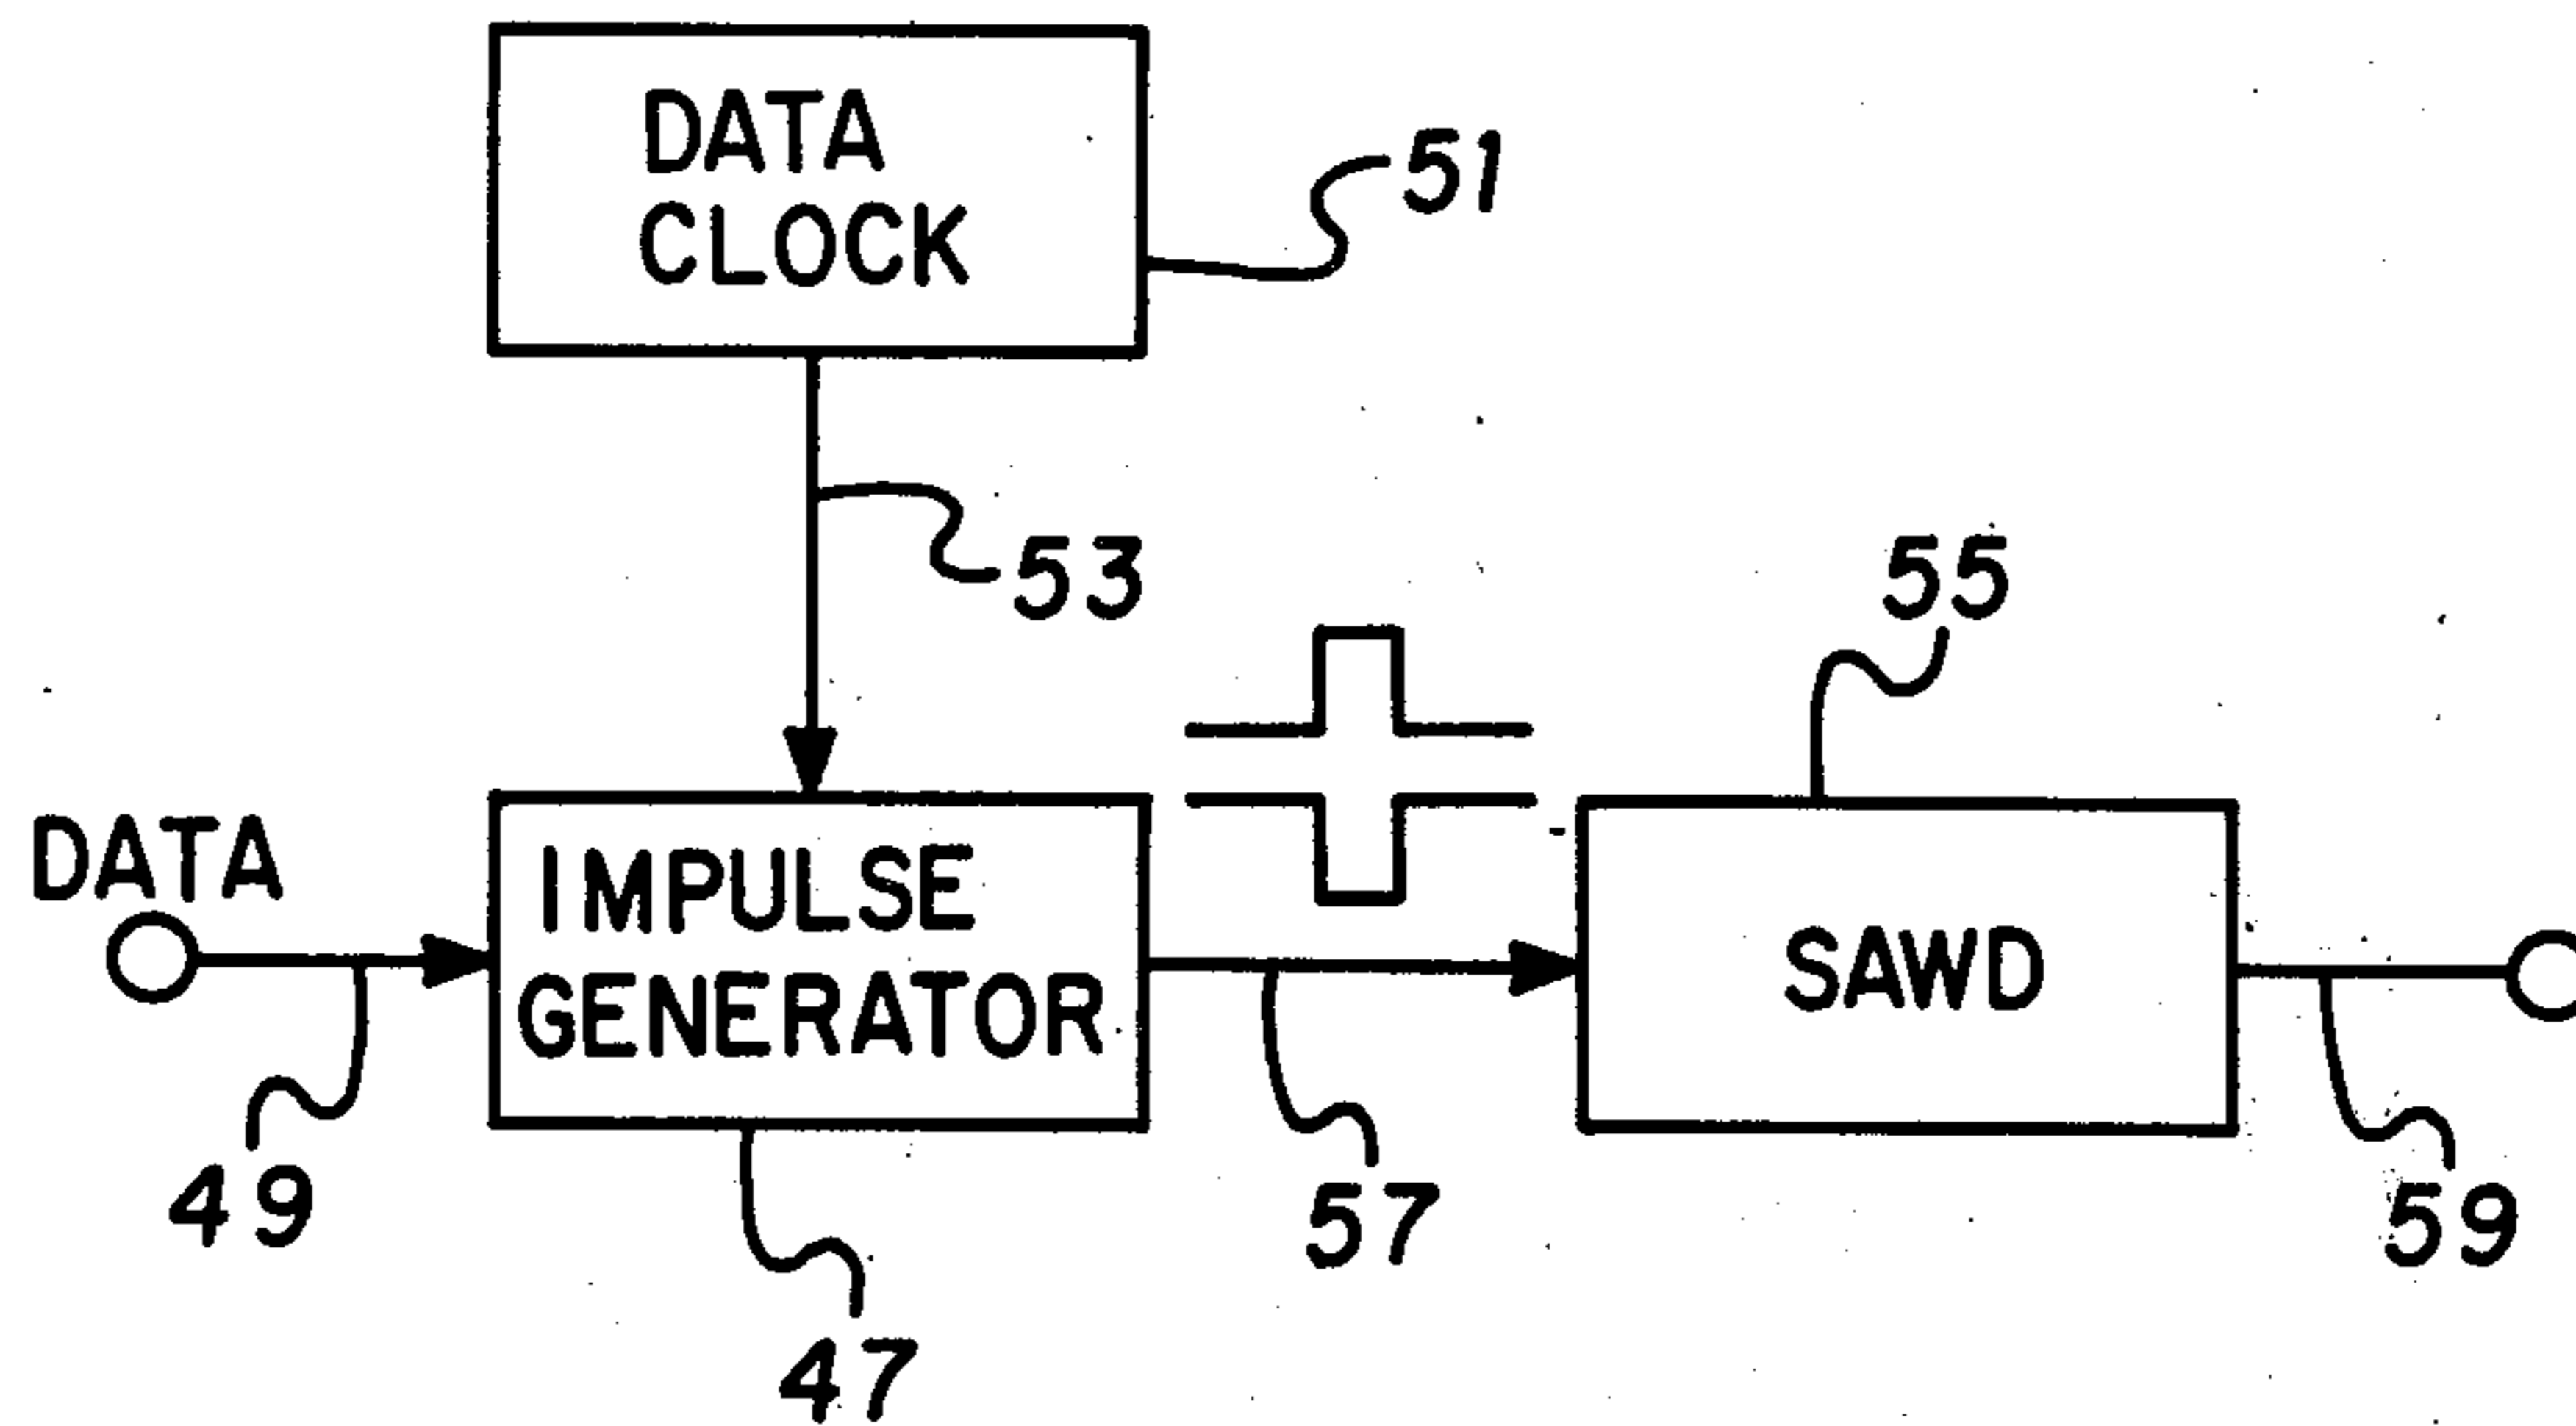 DATA
CLOCK
51
53
55
DATA
IMPULSE
GENERATOR
SAWD
49
57
59
47